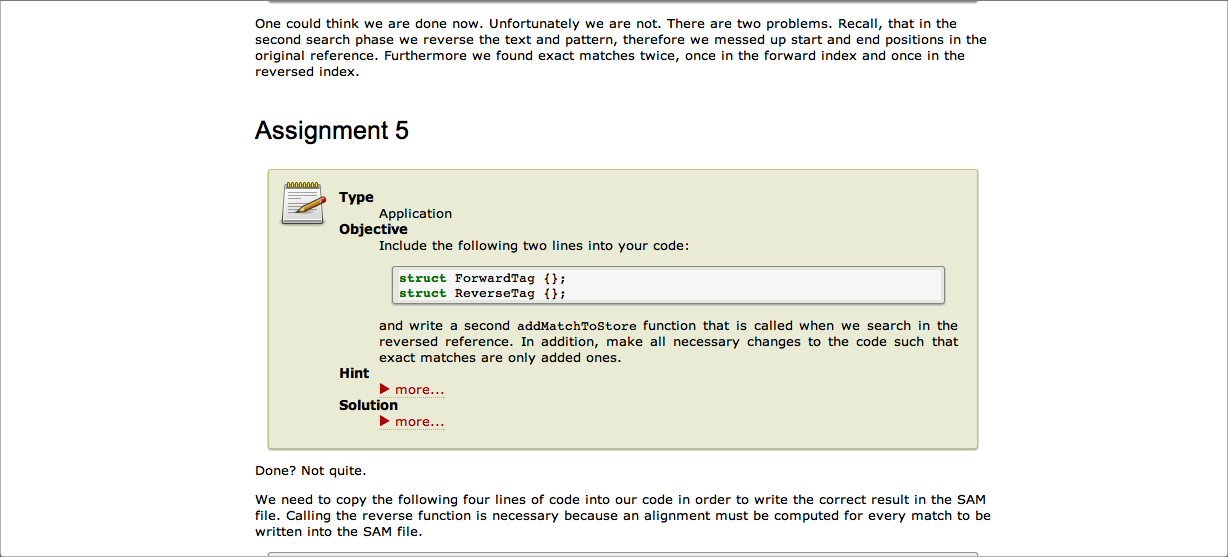 One could think we are done now. Unfortunately we are not. There are two problems. Recall, that in the
second search phase we reverse the text and pattern, therefore we messed up start and end positions in the
original reference. Furthermore we found exact matches twice, once in the forward index and once in the
reversed index.
Assignment 5
Type
Application
Objective
Include the following two lines into your code:
struct ForwardTag {};
struct ReverseTag {};
and write a second addMatchToStore function that is called when we search in the
reversed reference. In addition, make all necessary changes to the code such that
exact matches are only added ones.
Hint
more...
Solution
more...
Done? Not quite.
We need to copy the following four lines of code into our code in order to write the correct result in the SAM
file. Calling the reverse function is necessary because an alignment must be computed for every match to be
written into the SAM file.